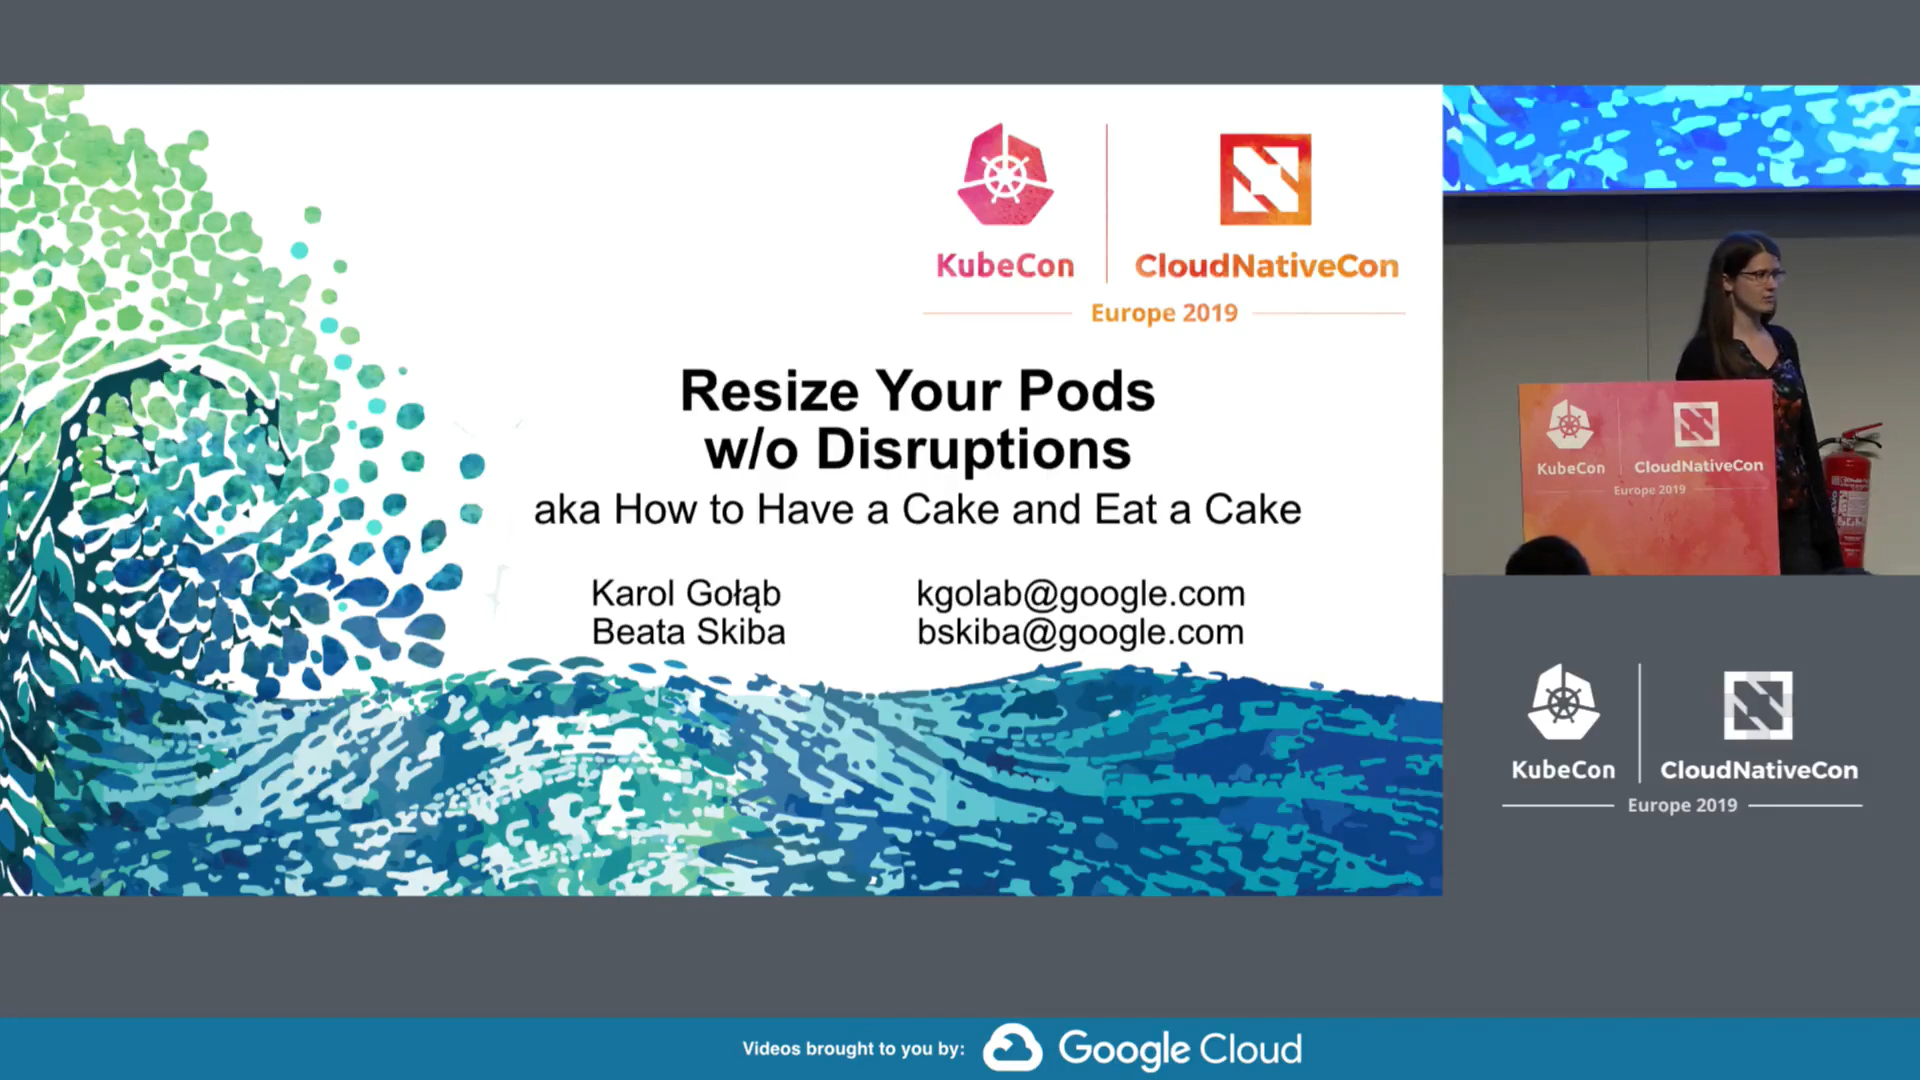 KubeCon
CloudNativeCon
Europe 2019
Resize Your Pods
w/o Disruptions
aka How to Have a Cake and Eat a Cake
Karol Gołąb kgolab@google.com
Beata Skiba bskiba@google.com
KubeCon
CloudNativeCon
Europe 2019
KubeCon
CloudNativeCon
Europe 2019
Videos brought to you by:
Google Cloud